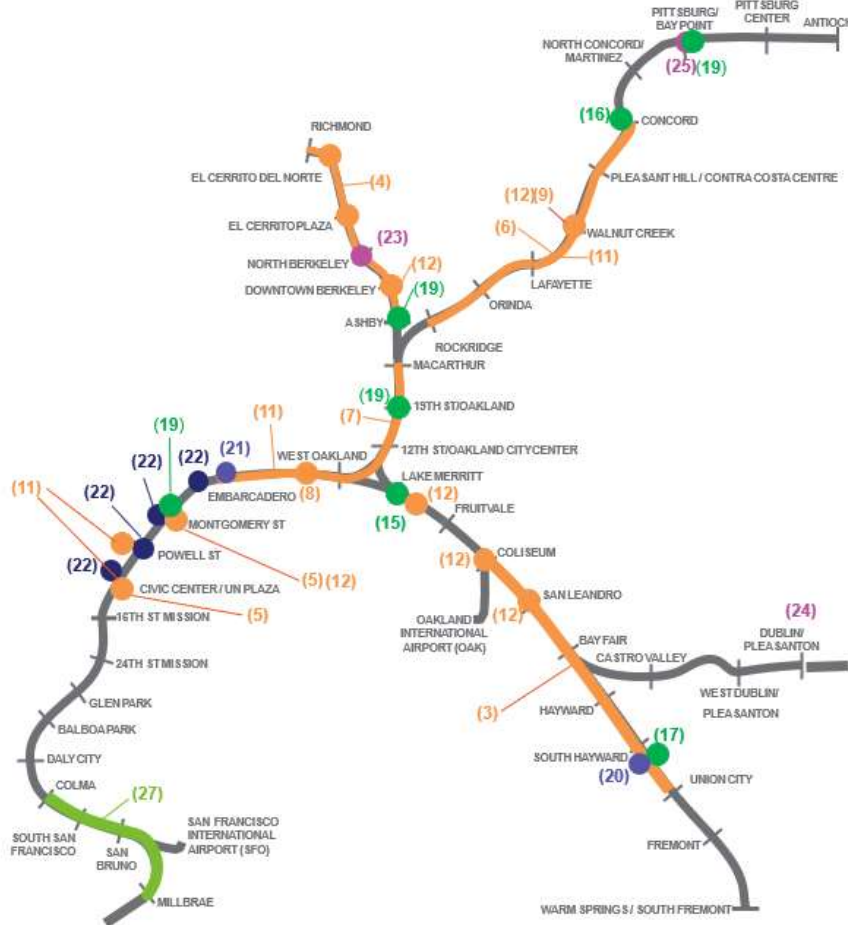 PITTSBURG/
BAY POINT
PITTSBURG
CENTER
ANTIOCH
(25)
(19)
NORTH CONCORD/
MARTINEZ
(16)
CONCORD
RICHMOND
PLEASANT HILL / CONTRA COSTA CENTRE
EL CERRITO DEL NORTE
(4)
(12)
(9)
EL CERRITO PLAZA
(6)
WALNUT CREEK
(23)
(11)
NORTH BERKELEY
(12)
LAFAYETTE
DOWNTOWN BERKELEY
(19)
ORINDA
ASHBY
ROCKRIDGE
MACARTHUR
(19)
19TH ST/OAKLAND
(11)
(7)
(19)
12TH ST/OAKLAND CITY CENTER
(21)
WEST OAKLAND
(22)
(22)
LAKE MERRITT
(11)
(22)
EMBARCADERO
(8)
(12)
MONTGOMERY ST
(15)
FRUITVALE
POWELL ST
COLISEUM
(22)
(12)
(5)
(12)
CIVIC CENTER / UN PLAZA
SAN LEANDRO
(5)
(12)
16TH ST MISSION
OAKLAND
INTERNATIONAL
AIRPORT (OAK)
(24)
DUBLIN/
PLEASANTON
BAY FAIR
24TH ST MISSION
CASTRO VALLEY
WEST DUBLIN/
PLEASANTON
GLEN PARK
(3)
HAYWARD
BALBOA PARK
(17)
DALY CITY
SOUTH HAYWARD
(20)
UNION CITY
COLMA
(27)
SOUTH SAN
FRANCISCO
SAN
BRUNO
SAN FRANCISCO
INTERNATIONAL
AIRPORT (SFO)
FREMONT
MILLBRAE
WARM SPRINGS / SOUTH FREMONT